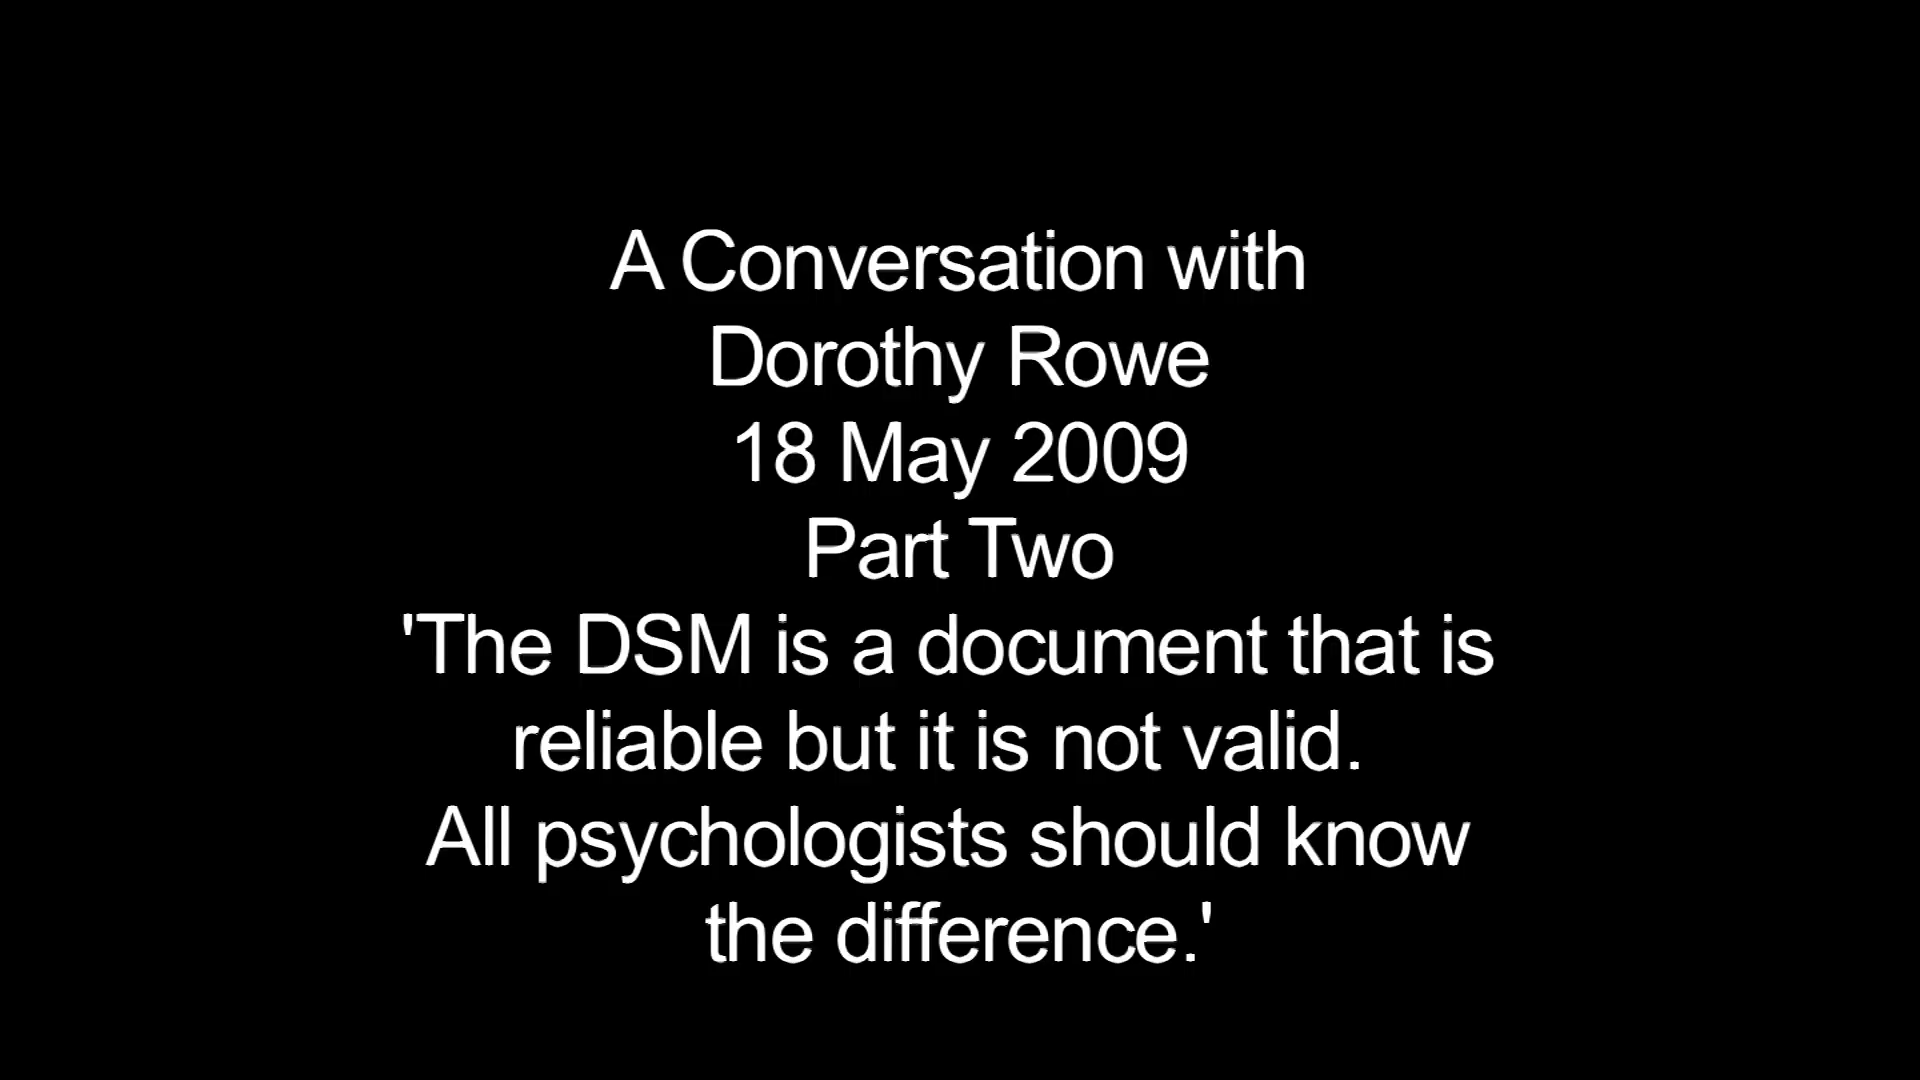 A Conversation with
Dorothy Rowe
18 May 2009
Part Two
'The DSM is a document that is
reliable but it is not valid.
All psychologists should know
the difference.'